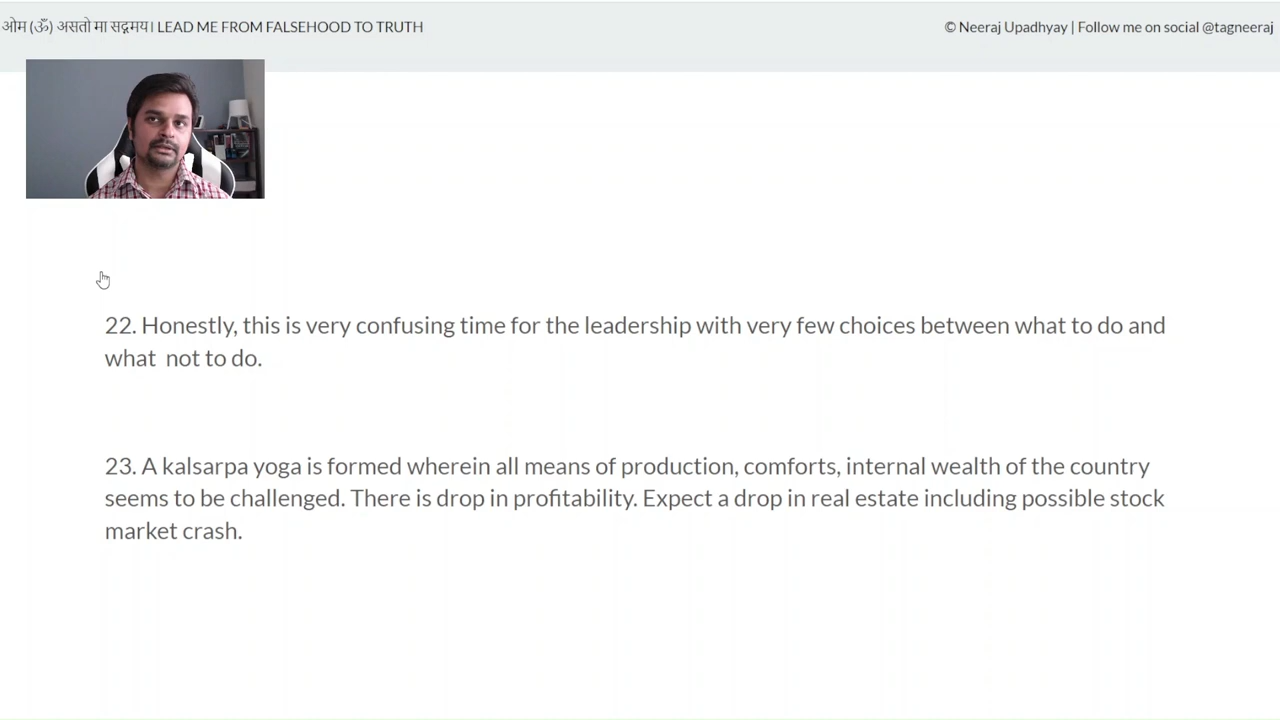 ओम (ॐ) असतो मा सद्गमय। LEAD ME FROM FALSEHOOD TO TRUTH
© Neeraj Upadhyay | Follow me on social @tagneeraj
22. Honestly, this is very confusing time for the leadership with very few choices between what to do and
what  not to do.
23. A kalsarpa yoga is formed wherein all means of production, comforts, internal wealth of the country
seems to be challenged. There is drop in profitability. Expect a drop in real estate including possible stock
market crash.